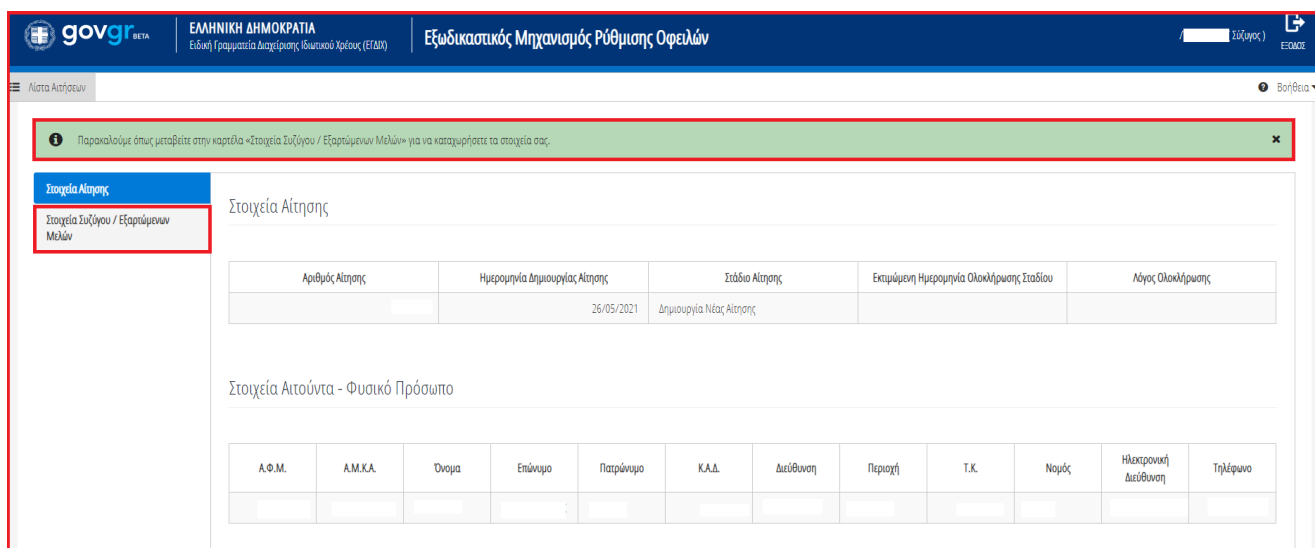 govgr BETA
ΕΛΛΗΝΙΚΗ ΔΗΜΟΚΡΑΤΙΑ
Ειδική Γραμματεία Διαχείρισης Ιδιωτικού Χρέους (ΕΓΔΙΧ)
Εξωδικαστικός Μηχανισμός Ρύθμισης Οφειλών
/ Σύζυγος )
ΕΞΟΔΟΣ
Λίστα Αιτήσεων
Βοήθεια
Παρακαλούμε όπως μεταβείτε στην καρτέλα «Στοιχεία Συζύγου / Εξαρτώμενων Μελών» για να καταχωρήσετε τα στοιχεία σας.
Στοιχεία Αίτησης
Στοιχεία Συζύγου / Εξαρτώμενων
Μελών
Στοιχεία Αίτησης
Αριθμός Αίτησης Ημερομηνία Δημιουργίας Αίτησης Στάδιο Αίτησης Εκτιμώμενη Ημερομηνία Ολοκλήρωσης Σταδίου Λόγος Ολοκλήρωσης
26/05/2021 Δημιουργία Νέας Αίτησης
Στοιχεία Αιτούντα - Φυσικό Πρόσωπο
Α.Φ.Μ. Α.Μ.Κ.Α. Όνομα Επώνυμο Πατρώνυμο Κ.Α.Δ. Διεύθυνση Περιοχή Τ.Κ. Νομός Ηλεκτρονική Διεύθυνση Τηλέφωνο